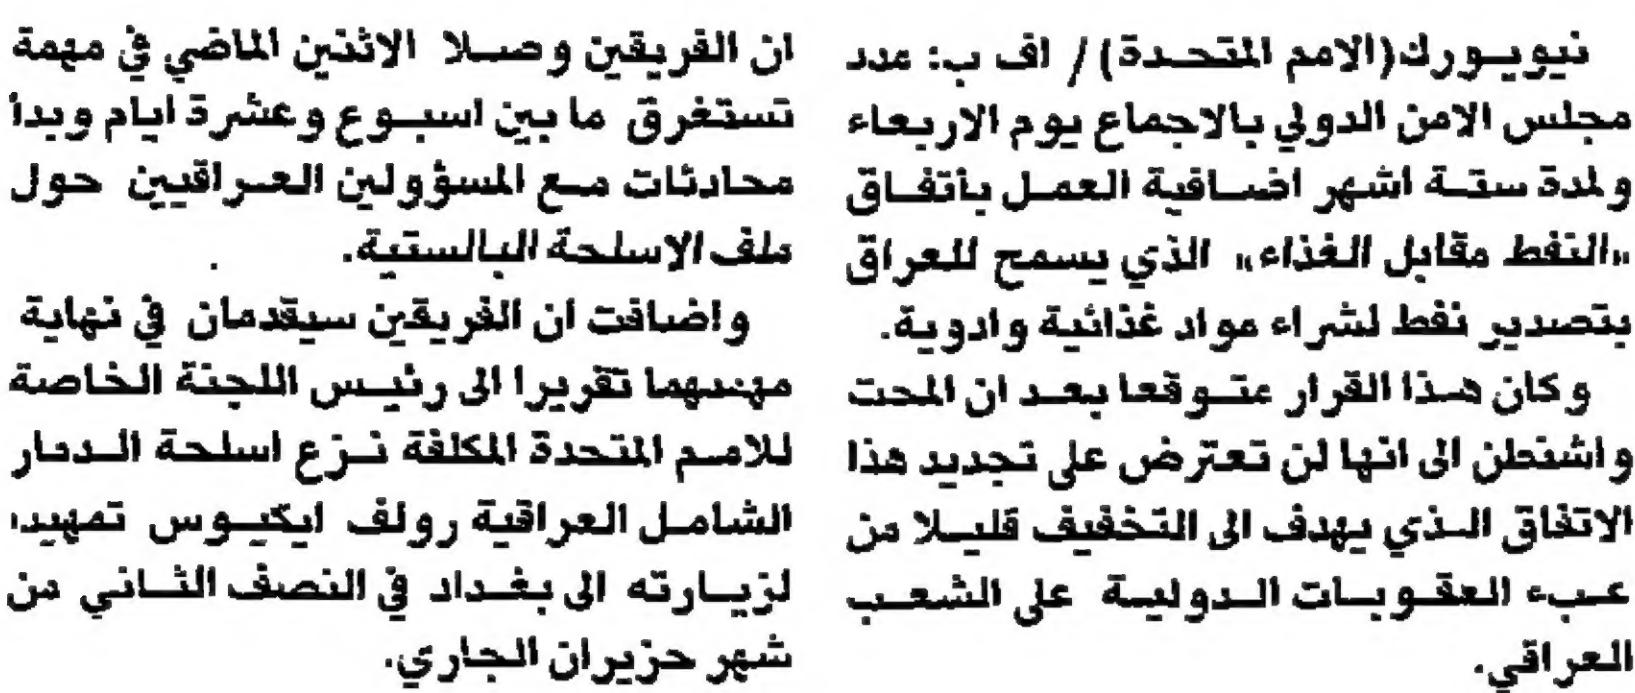 نيويورك(الامم المتحدة)/ اف ب: مدد
مجلس الامن الدولي بالاجماع يوم الاربعاء
ولمدة ستة اشهر اضافية العمل بأتفاق
«النفط مقابل الغذاء» الذي يسمح للعراق
بتصدير نفط لشراء مواد غذائية وادوية.
وكان هذا القرار متوقعا بعد ان المحت
واشنطن الى انها لن تعترض على تجديد هذا
الاتفاق الذي يهدف الى التخفيف قليلا من
عبء العقوبات الدولية على الشعب
العراقي.
ان الفريقين وصلا الاثنين الماضي في مهمة
تستغرق ما بين اسبوع وعشرة ايام وبدأ
محادثات مع المسؤولين العراقيين حول
ملف الاسلحة البالستية.
واضافت ان الفريقين سيقدمان في نهاية
مهمتهما تقريرا الى رئيس اللجنة الخاصة
للامم المتحدة المكلفة نزع اسلحة الدمار
الشامل العراقية رولف ايكيوس تمهيدا
لزيارته الى بغداد في النصف الثاني من
شهر حزيران الجاري.